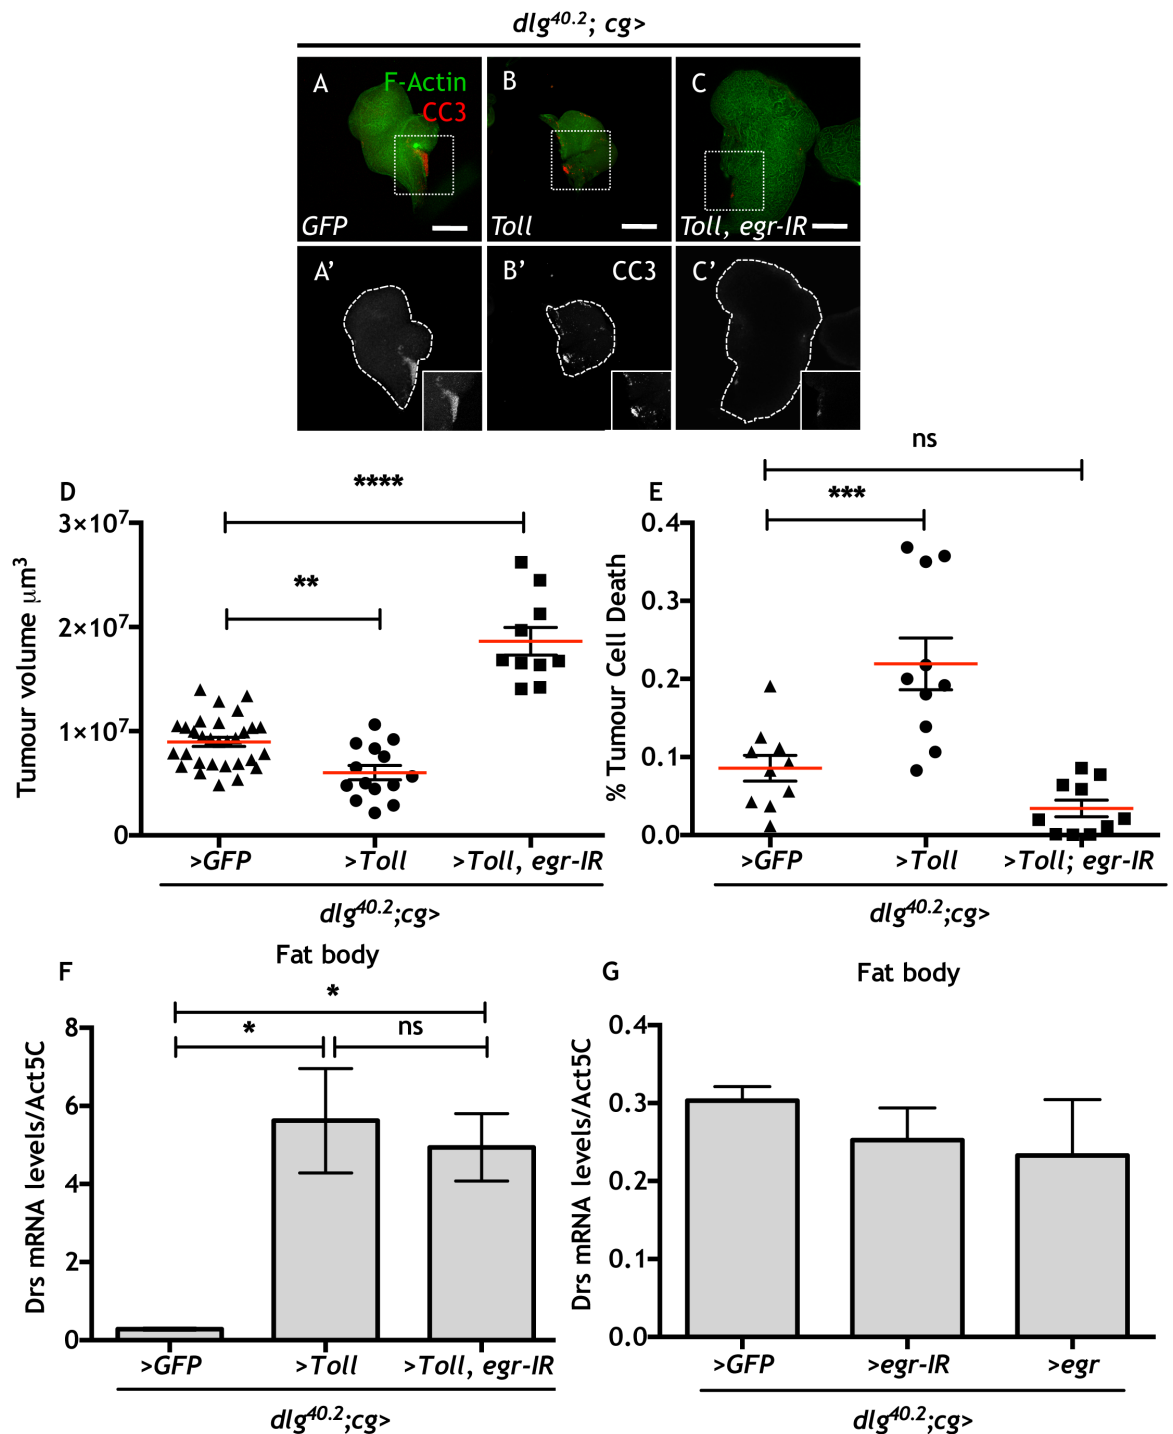 dlg⁴⁰·²; cg>
A F-Actin CC3 GFP
B Toll
C Toll, egr-IR
A’
B’ CC3
C’
D
****
**
Tumour volume μm³
3×10⁷
2×10⁷
1×10⁷
0
>GFP >Toll >Toll, egr-IR
dlg⁴⁰·²;cg>
E
ns
***
% Tumour Cell Death
0.4
0.3
0.2
0.1
0.0
>GFP >Toll >Toll; egr-IR
dlg⁴⁰·²;cg>
F
Fat body
*
* ns
Drs mRNA levels/Act5C
8
6
4
2
0
>GFP >Toll >Toll, egr-IR
dlg⁴⁰·²;cg>
G
Fat body
Drs mRNA levels/Act5C
0.4
0.3
0.2
0.1
0.0
>GFP >egr-IR >egr
dlg⁴⁰·²;cg>